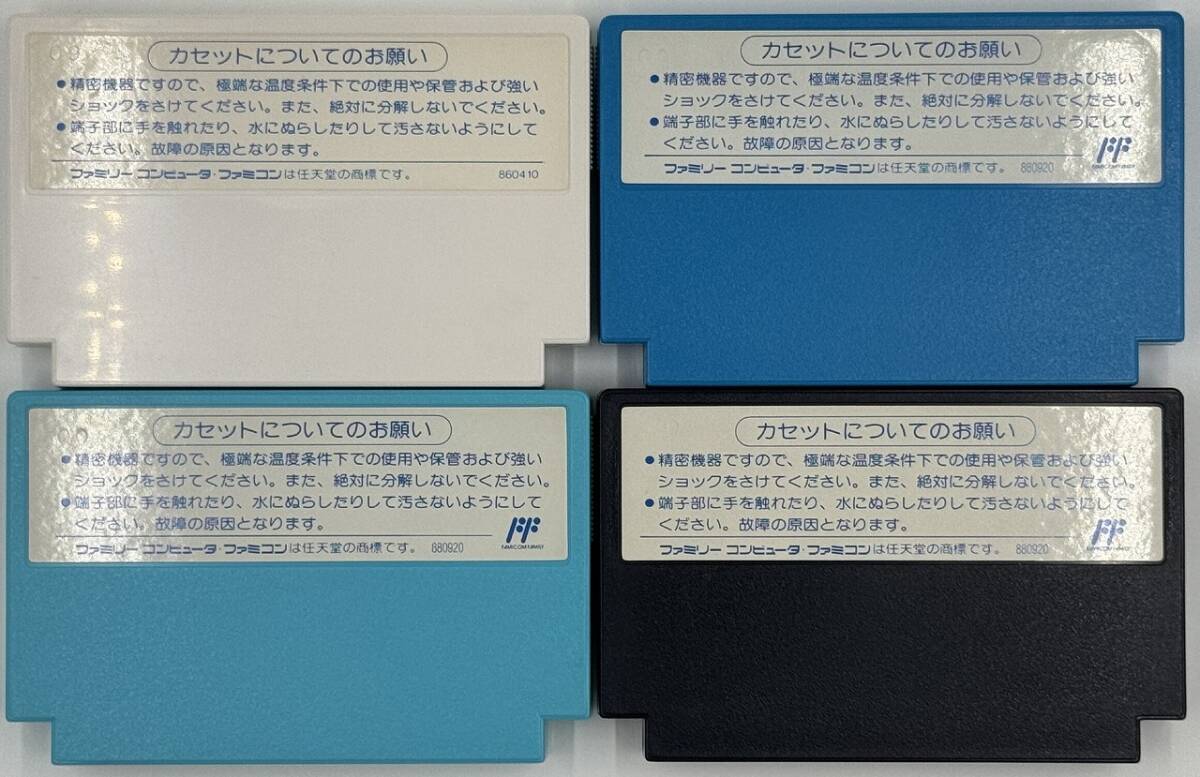 カセットについてのお願い
●精密機器ですので、極端な温度条件下での使用や保管および強い
ショックをさけてください。また、絶対に分解しないでください。
●端子部に手を触れたり、水にぬらしたりして汚さないようにして
ください。故障の原因となります。
ファミリー コンピュータ・ファミコンは任天堂の商標です。 860410
カセットについてのお願い
●精密機器ですので、極端な温度条件下での使用や保管および強い
ショックをさけてください。また、絶対に分解しないでください。
●端子部に手を触れたり、水にぬらしたりして汚さないようにして
ください。故障の原因となります。
FF
FAMICOM FAMILY
ファミリー コンピュータ・ファミコンは任天堂の商標です。 880920
カセットについてのお願い
●精密機器ですので、極端な温度条件下での使用や保管および強い
ショックをさけてください。また、絶対に分解しないでください。
●端子部に手を触れたり、水にぬらしたりして汚さないようにして
ください。故障の原因となります。
FF
FAMICOM FAMILY
ファミリー コンピュータ・ファミコンは任天堂の商標です。 880920
カセットについてのお願い
●精密機器ですので、極端な温度条件下での使用や保管および強い
ショックをさけてください。また、絶対に分解しないでください。
●端子部に手を触れたり、水にぬらしたりして汚さないようにして
ください。故障の原因となります。
FF
FAMICOM FAMILY
ファミリー コンピュータ・ファミコンは任天堂の商標です。 880920